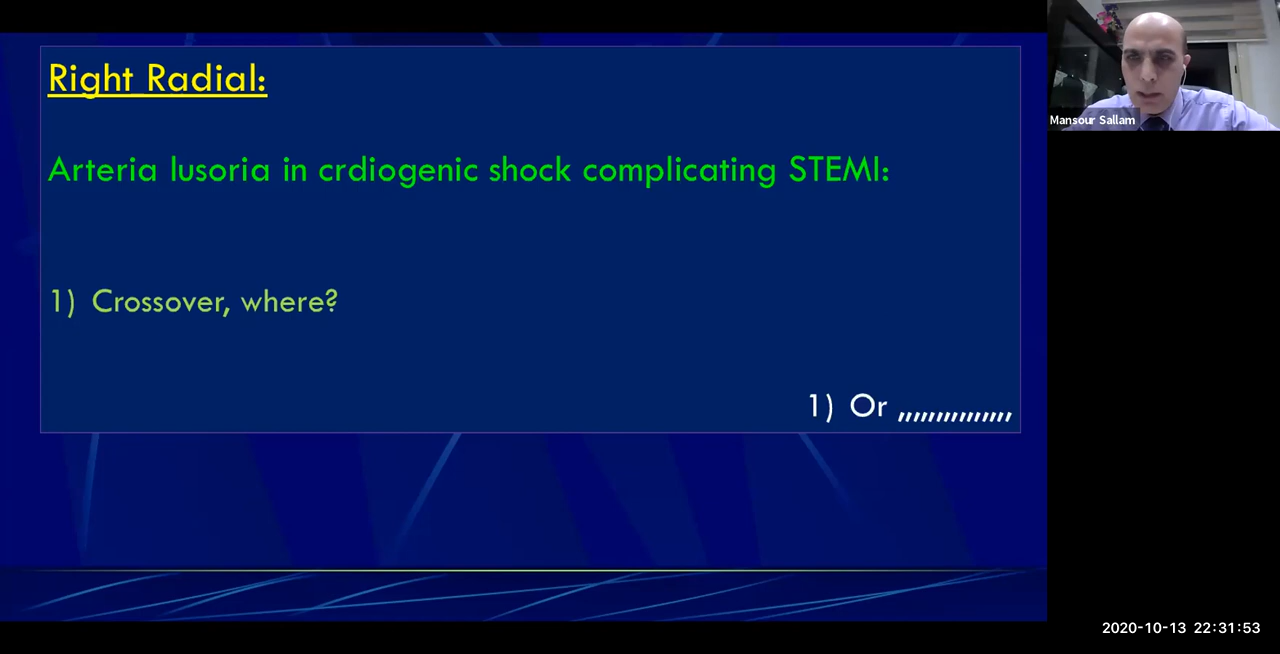 Right Radial:
Arteria lusoria in crdiogenic shock complicating STEMI:
1) Crossover, where?
1) Or ,,,,,,,,,,,,,,,
Mansour Sallam
2020-10-13 22:31:53